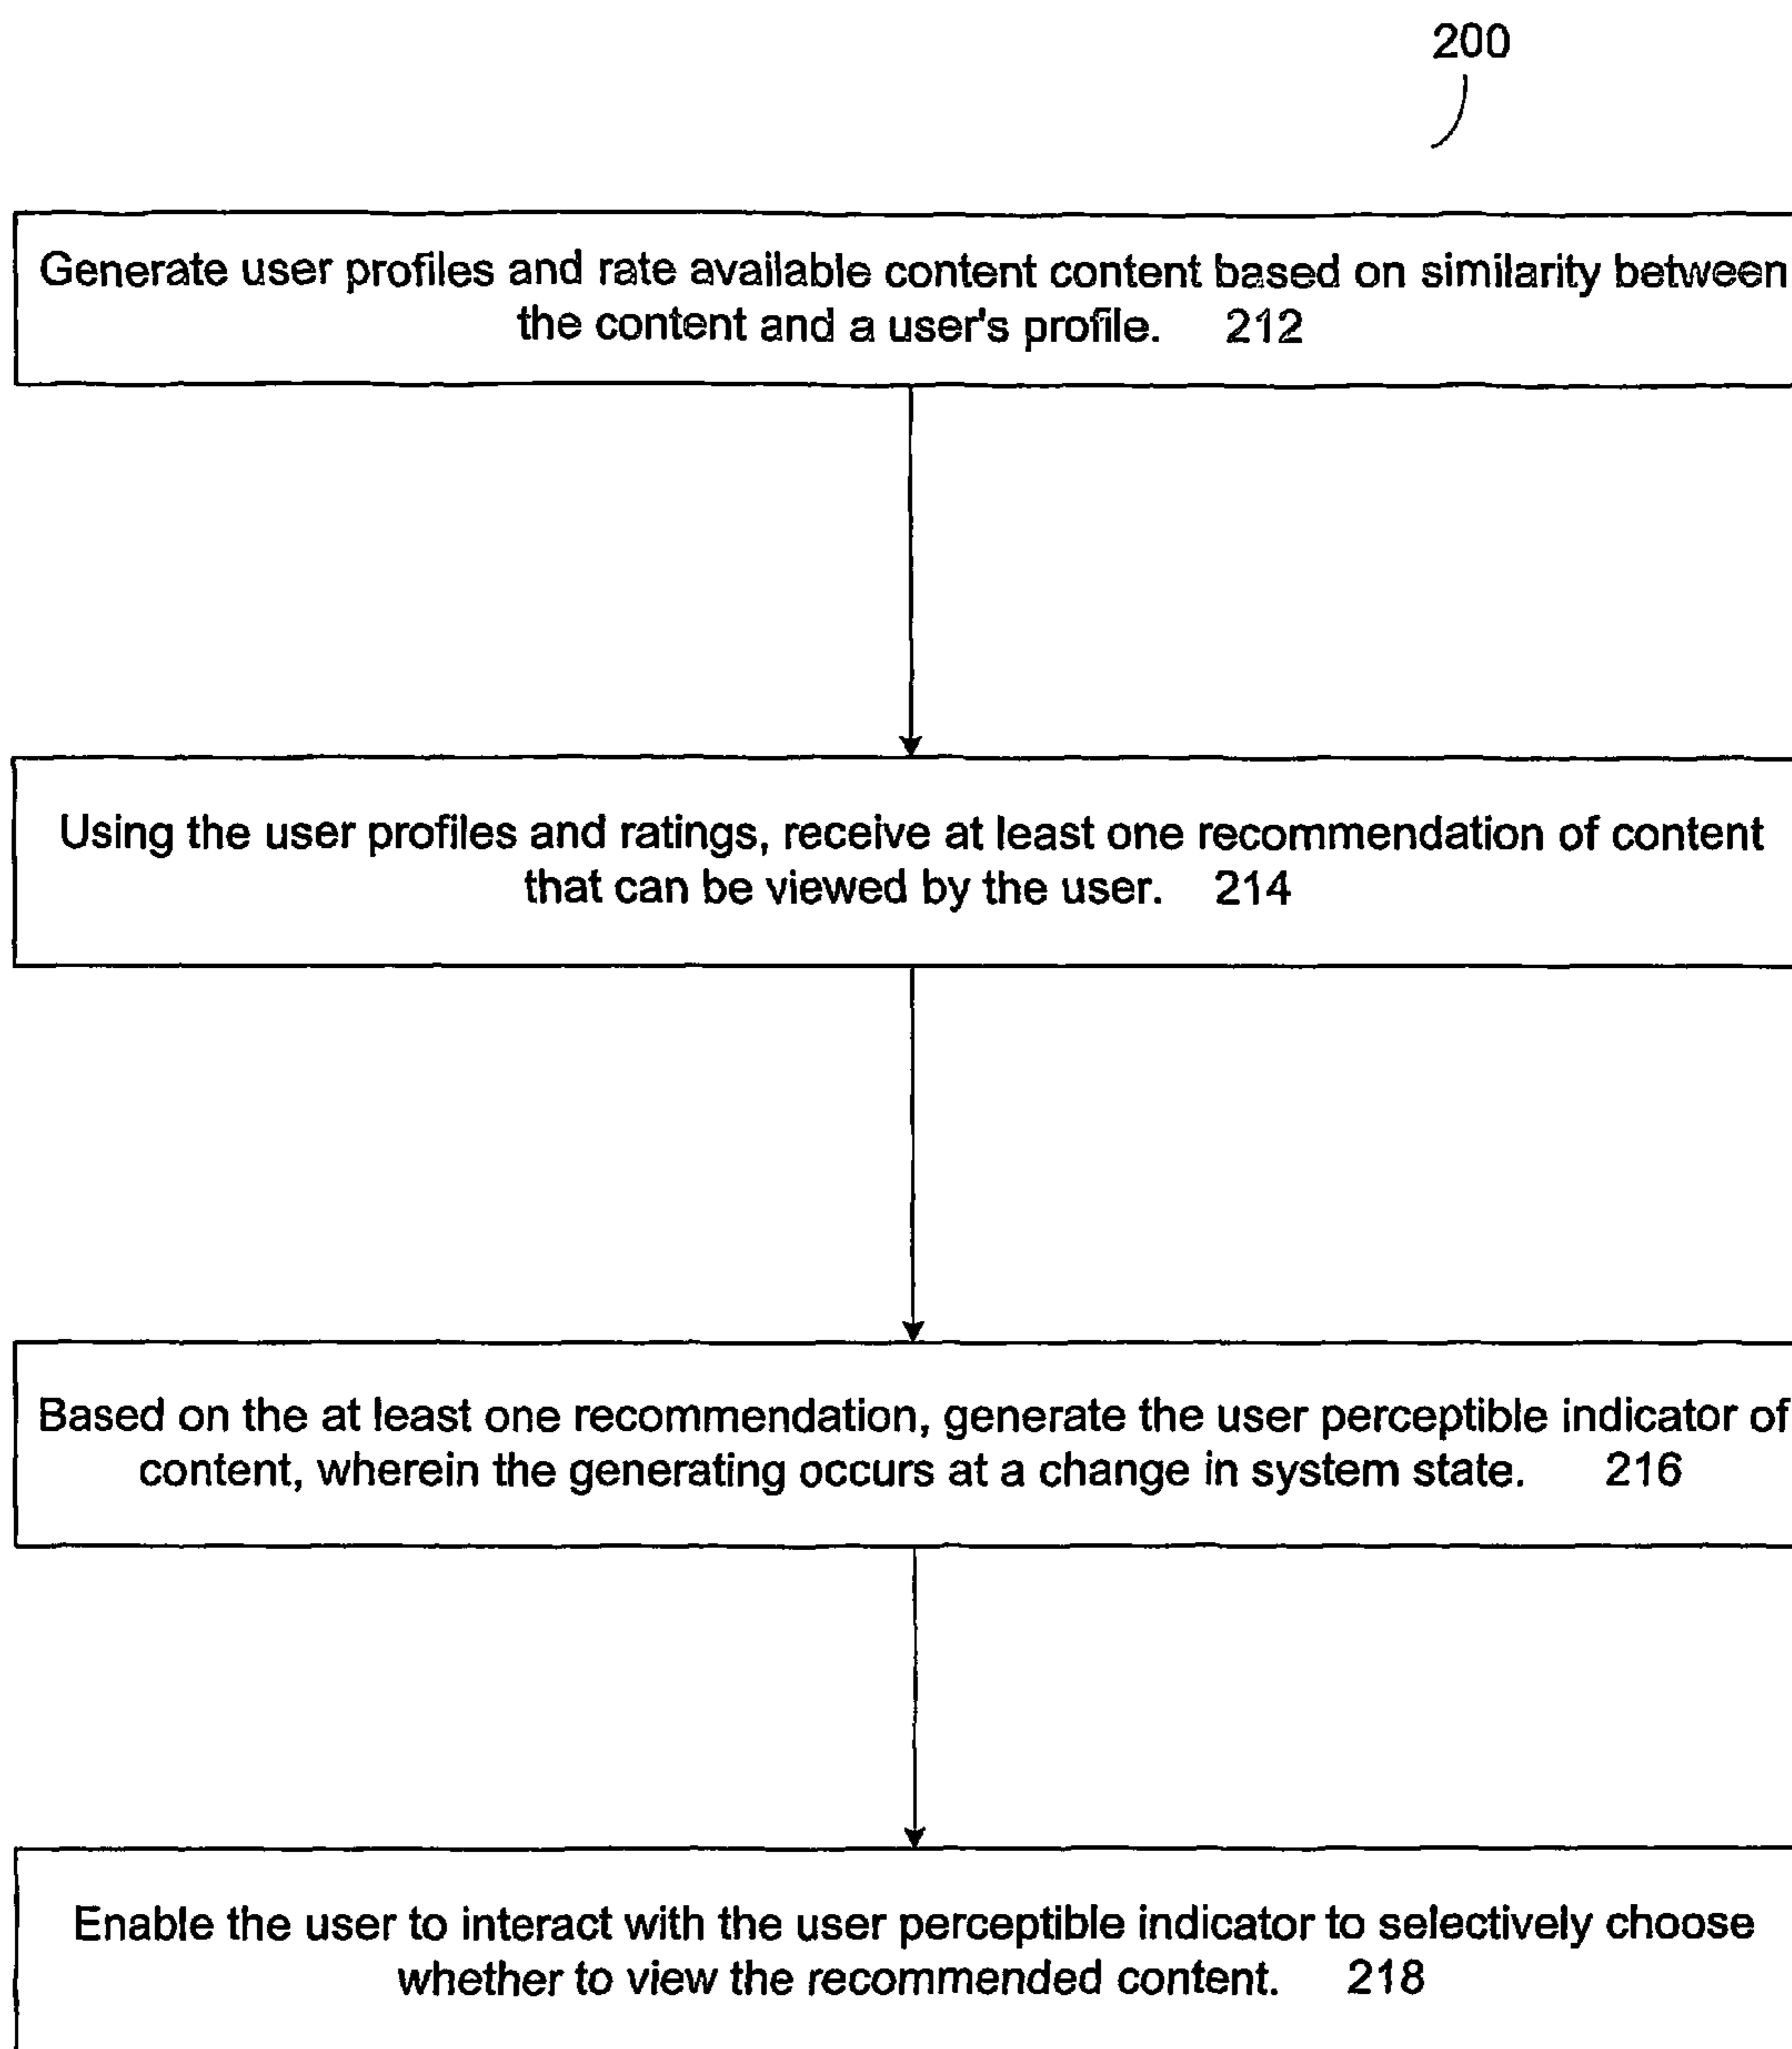 200
Generate user profiles and rate available content content based on similarity between
the content and a user's profile. 212
Using the user profiles and ratings, receive at least one recommendation of content
that can be viewed by the user. 214
Based on the at least one recommendation, generate the user perceptible indicator of
content, wherein the generating occurs at a change in system state. 216
Enable the user to interact with the user perceptible indicator to selectively choose
whether to view the recommended content. 218